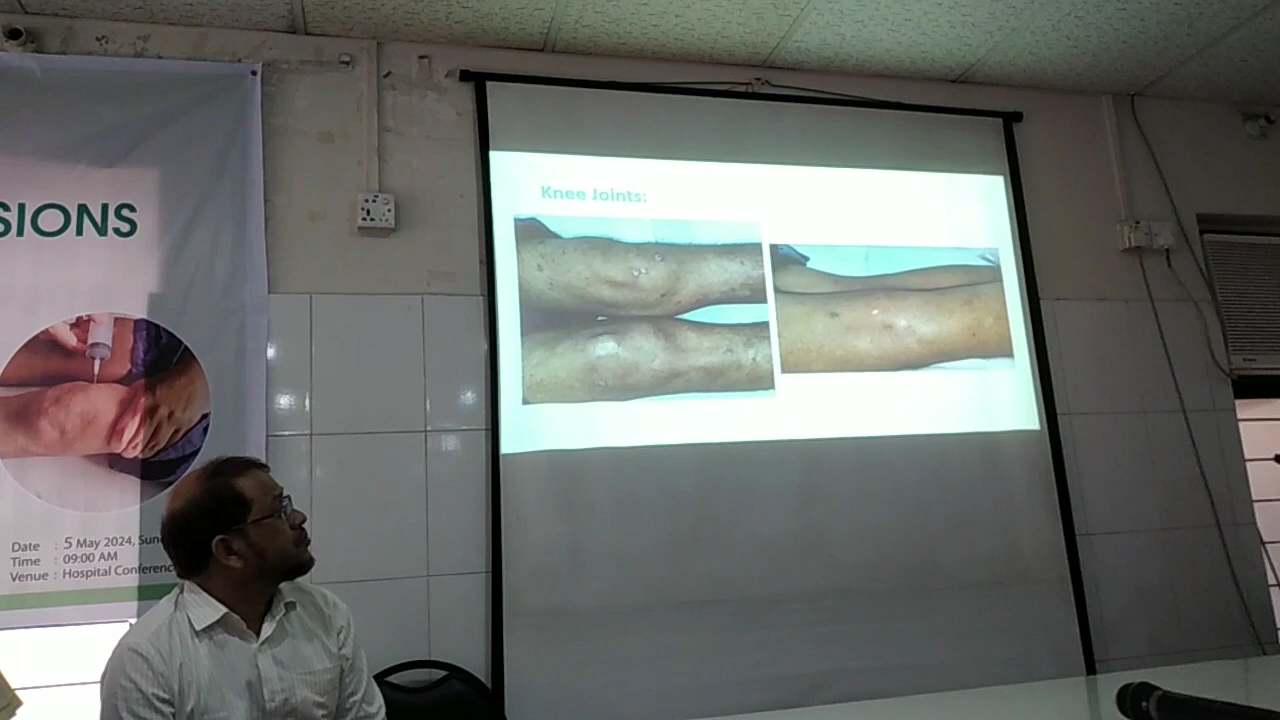 SIONS
Date : 5 May 2024, Sun
Time : 09:00 AM
Venue : Hospital Conferenc
Knee Joints: